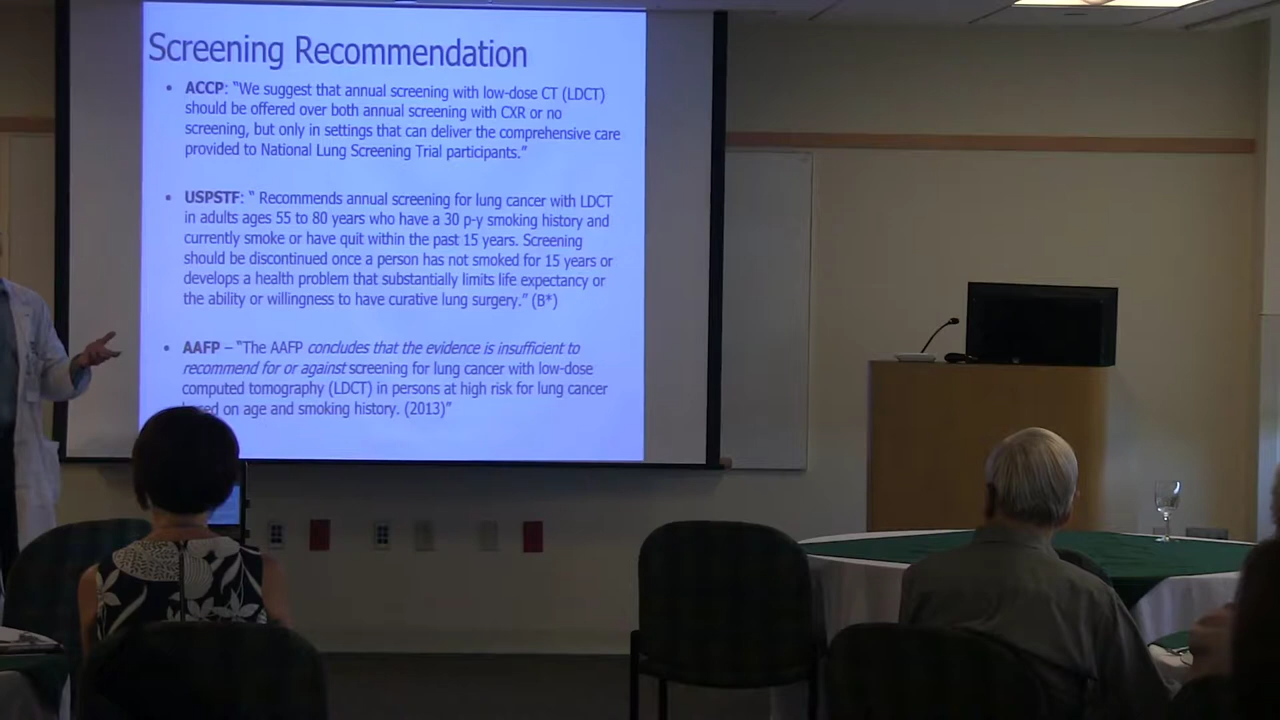 Screening Recommendation
• ACCP: “We suggest that annual screening with low-dose CT (LDCT)
should be offered over both annual screening with CXR or no
screening, but only in settings that can deliver the comprehensive care
provided to National Lung Screening Trial participants.”
• USPSTF: “ Recommends annual screening for lung cancer with LDCT
in adults ages 55 to 80 years who have a 30 p-y smoking history and
currently smoke or have quit within the past 15 years. Screening
should be discontinued once a person has not smoked for 15 years or
develops a health problem that substantially limits life expectancy or
the ability or willingness to have curative lung surgery.” (B*)
• AAFP – “The AAFP concludes that the evidence is insufficient to
recommend for or against screening for lung cancer with low-dose
computed tomography (LDCT) in persons at high risk for lung cancer
based on age and smoking history. (2013)”